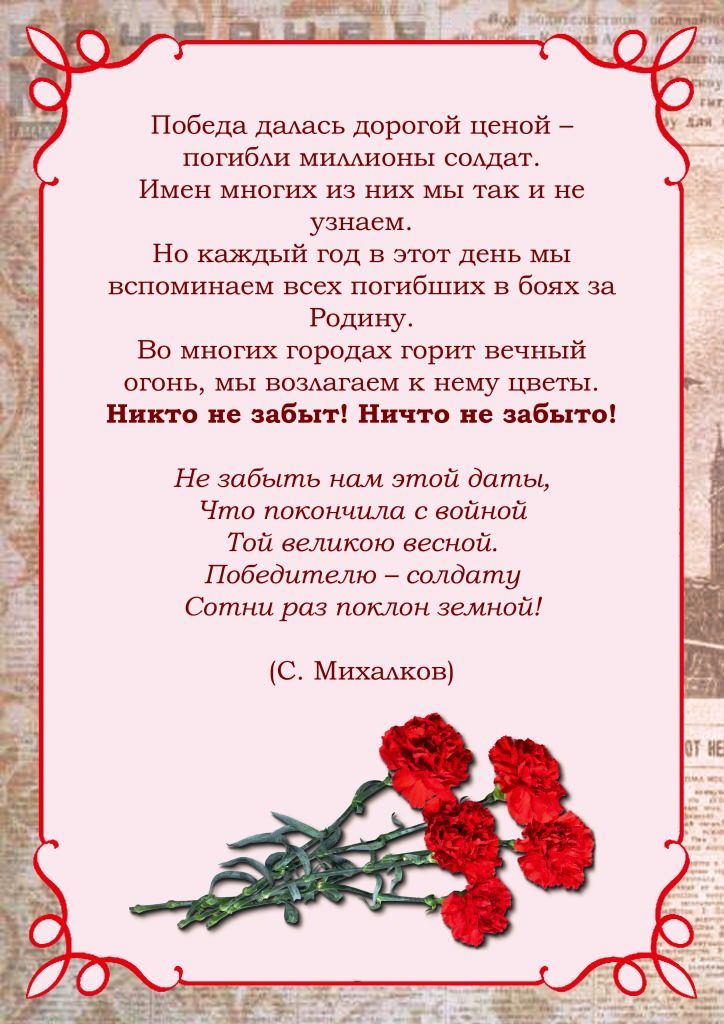 Победа далась дорогой ценой –
погибли миллионы солдат.
Имен многих из них мы так и не
узнаем.
Но каждый год в этот день мы
вспоминаем всех погибших в боях за
Родину.
Во многих городах горит вечный
огонь, мы возлагаем к нему цветы.
Никто не забыт! Ничто не забыто!
Не забыть нам этой даты,
Что покончила с войной
Той великою весной.
Победителю – солдату
Сотни раз поклон земной!
(С. Михалков)